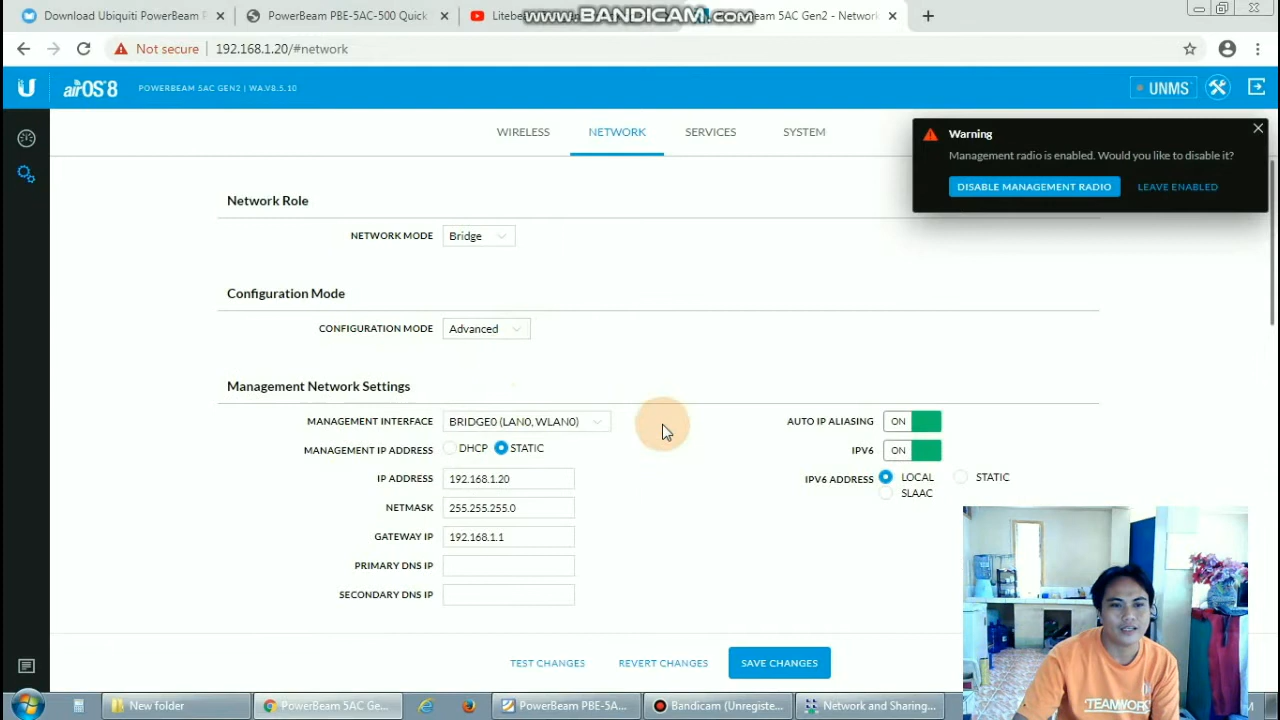 Download Ubiquiti PowerBeam P
PowerBeam PBE-5AC-500 Quick
Litebe
5AC Gen2 - Networ
www.BANDICAM.com
Not secure
192.168.1.20/#network
airOS 8
POWERBEAM 5AC GEN2 | WA.V8.5.10
UNMS
WIRELESS
NETWORK
SERVICES
SYSTEM
Warning
Management radio is enabled. Would you like to disable it?
DISABLE MANAGEMENT RADIO
LEAVE ENABLED
Network Role
NETWORK MODE
Bridge
Configuration Mode
CONFIGURATION MODE
Advanced
Management Network Settings
MANAGEMENT INTERFACE
BRIDGE0 (LAN0, WLAN0)
AUTO IP ALIASING
ON
MANAGEMENT IP ADDRESS
DHCP
STATIC
IPV6
ON
IP ADDRESS
192.168.1.20
IPV6 ADDRESS
LOCAL
STATIC
SLAAC
NETMASK
255.255.255.0
GATEWAY IP
192.168.1.1
PRIMARY DNS IP
SECONDARY DNS IP
TEST CHANGES
REVERT CHANGES
SAVE CHANGES
New folder
PowerBeam 5AC Ge...
PowerBeam PBE-5A...
Bandicam (Unregiste...
Network and Sharing...
TEAMWORK